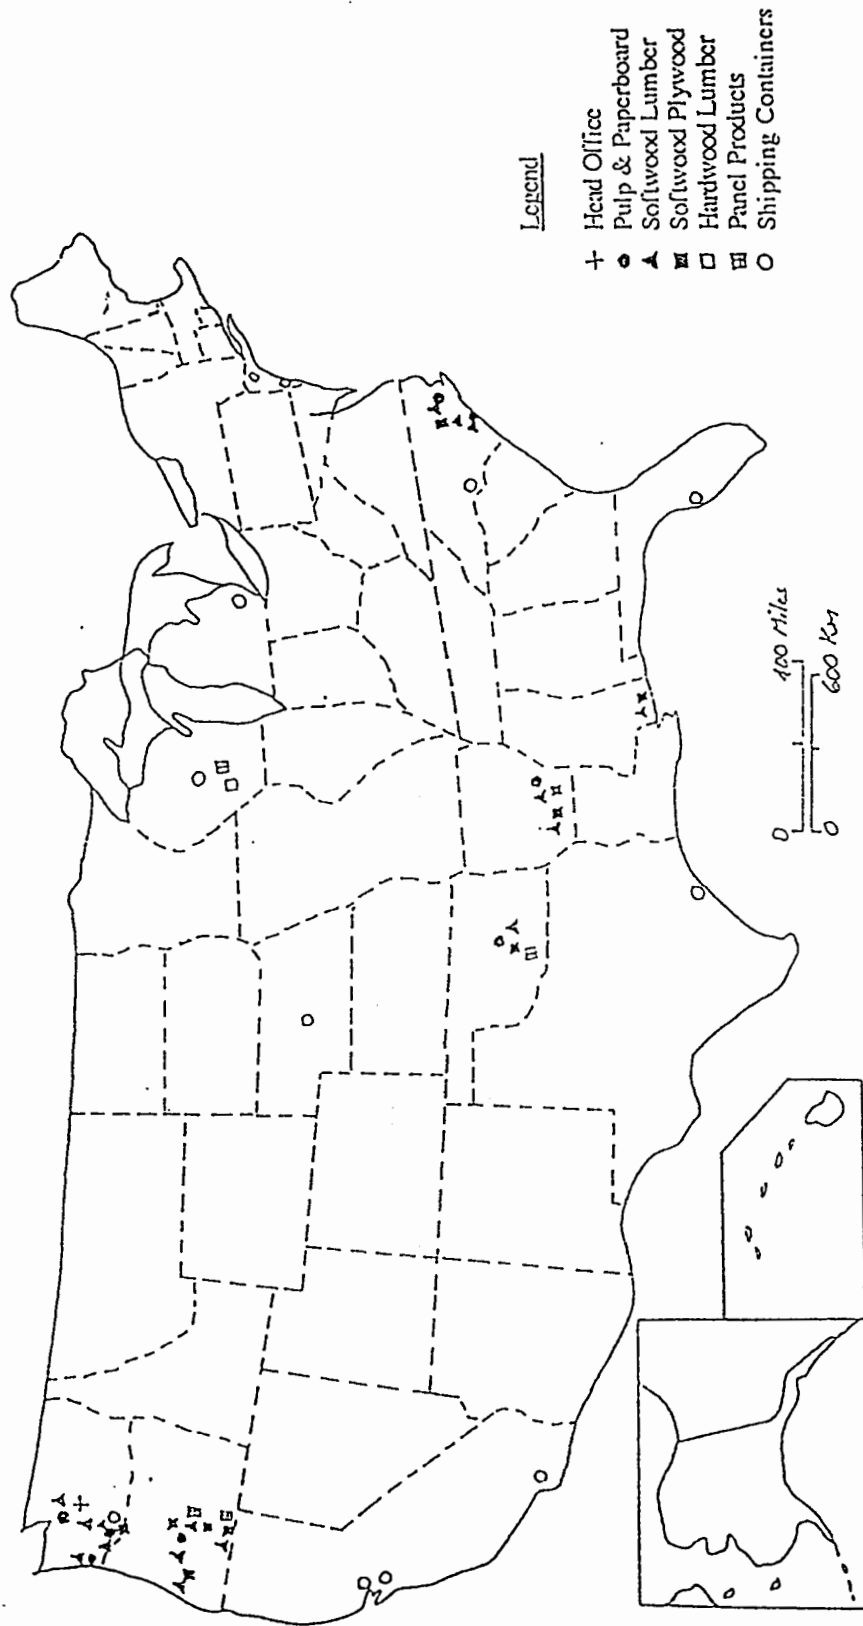 Legend
+ Head Office
Pulp & Paperboard
Softwood Lumber
Softwood Plywood
Hardwood Lumber
Panel Products
Shipping Containers
0 400 Miles
0 600 Km